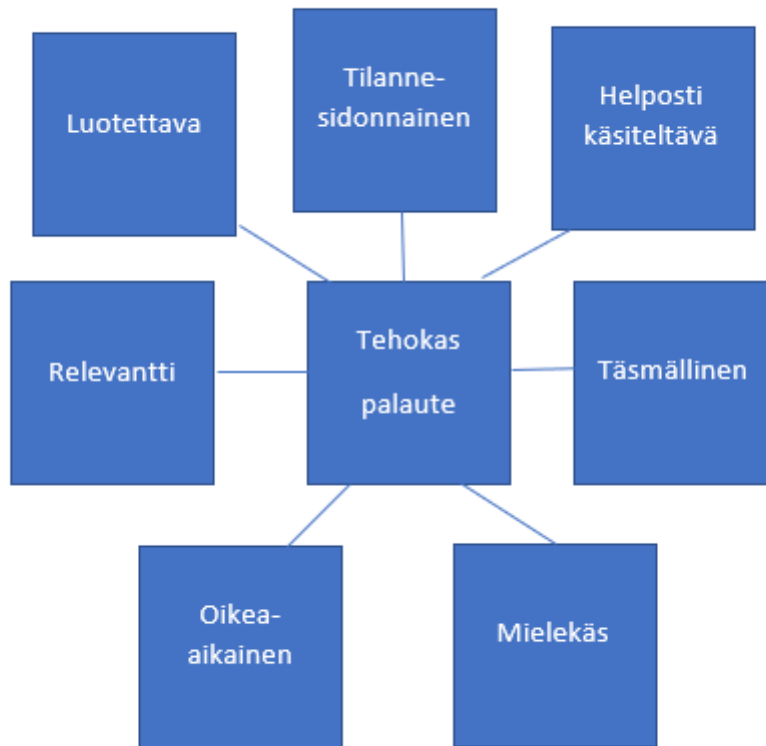 Luotettava
Tilanne-
sidonnainen
Helposti
käsiteltävä
Relevantti
Tehokas
palaute
Täsmällinen
Oikea-
aikainen
Mielekäs